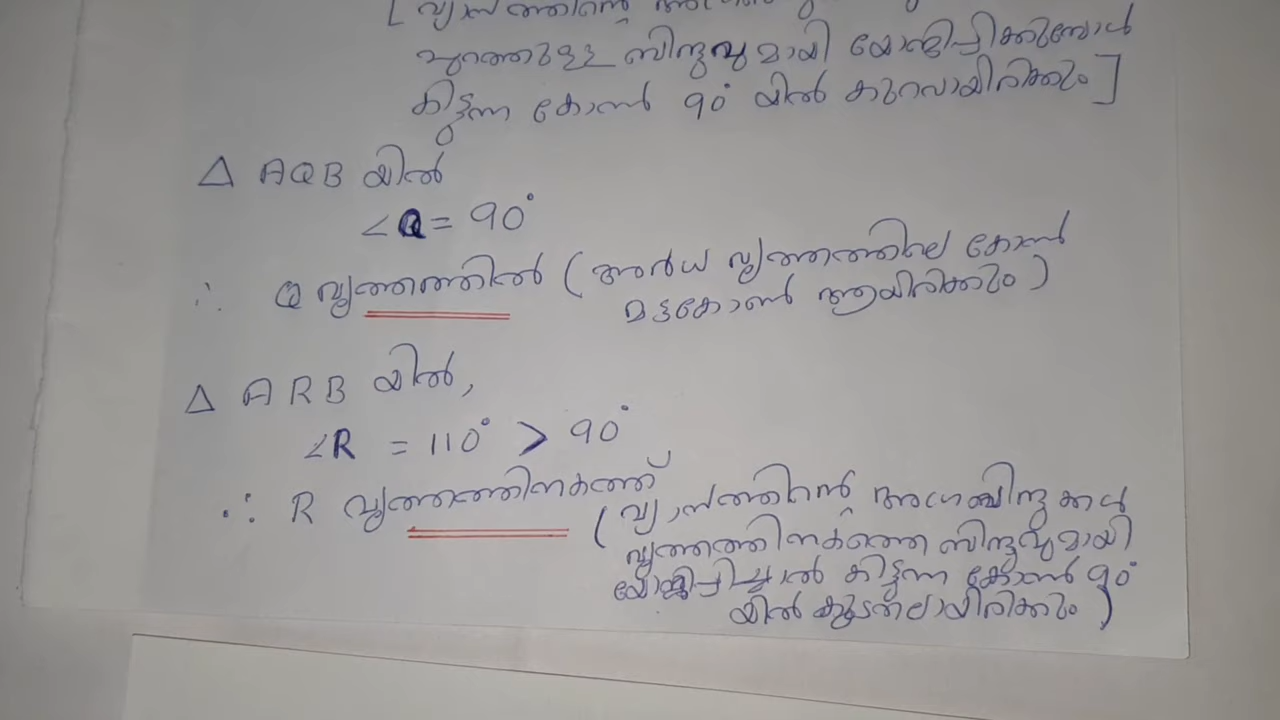 [വ്യാസത്തിന്റെ
പുറത്തുള്ള ബിന്ദുവുമായി യോജിപ്പിക്കുമ്പോൾ
കിട്ടുന്ന കോൺ 90° യിൽ കുറവായിരിക്കും]
△ AQB യിൽ
∠Q = 90°
∴ Q വൃത്തത്തിൽ (അർധ വൃത്തത്തിലെ കോൺ
മട്ടകോൺ ആയിരിക്കും)
△ ARB യിൽ,
∠R = 110° > 90°
∴ R വൃത്തത്തിനകത്ത്
(വ്യാസത്തിന്റെ അഗ്രബിന്ദുക്കൾ
വൃത്തത്തിനകത്തെ ബിന്ദുവുമായി
യോജിപ്പിച്ചാൽ കിട്ടുന്ന കോൺ 90°
യിൽ കൂടുതലായിരിക്കും)